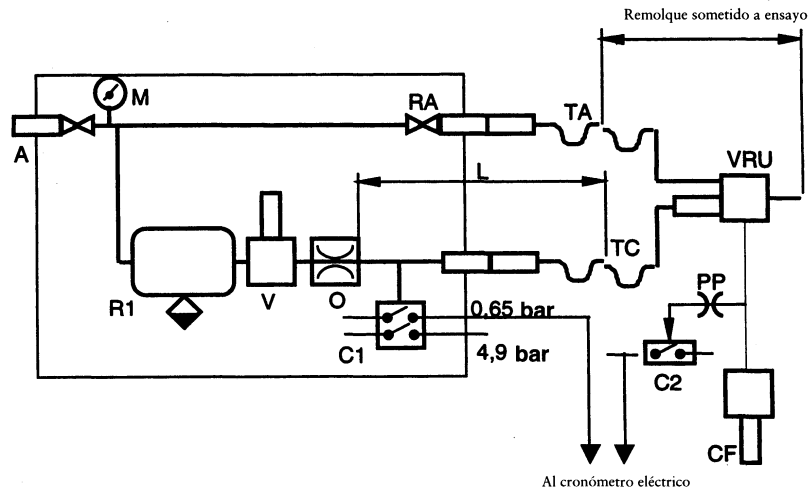 Remolque sometido a ensayo
M
RA
TA
A
VRU
L
TC
R1
V
O
PP
0,65 bar
C1
4,9 bar
C2
CF
Al cronómetro eléctrico